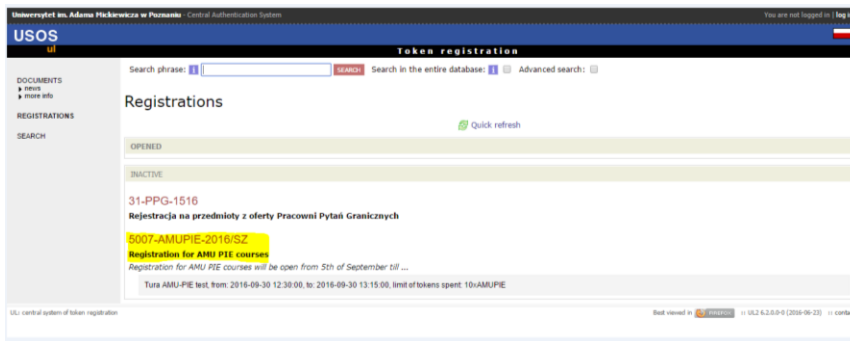 Uniwersytet im. Adama Mickiewicza w Poznaniu - Central Authentication System
You are not logged in | log i
USOS
ul
Token registration
Search phrase: i SEARCH Search in the entire database: i Advanced search:
DOCUMENTS
news
more info
REGISTRATIONS
SEARCH
Registrations
Quick refresh
OPENED
INACTIVE
31-PPG-1516
Rejestracja na przedmioty z oferty Pracowni Pytań Granicznych
5007-AMUPIE-2016/SZ
Registration for AMU PIE courses
Registration for AMU PIE courses will be open from 5th of September till ...
Tura AMU-PIE test, from: 2016-09-30 12:30:00, to: 2016-09-30 13:15:00, limit of tokens spent: 10xAMUPIE
UL: central system of token registration
Best viewed in FIREFOX :: UL2 6.2.0.0-0 (2016-06-23) :: conta